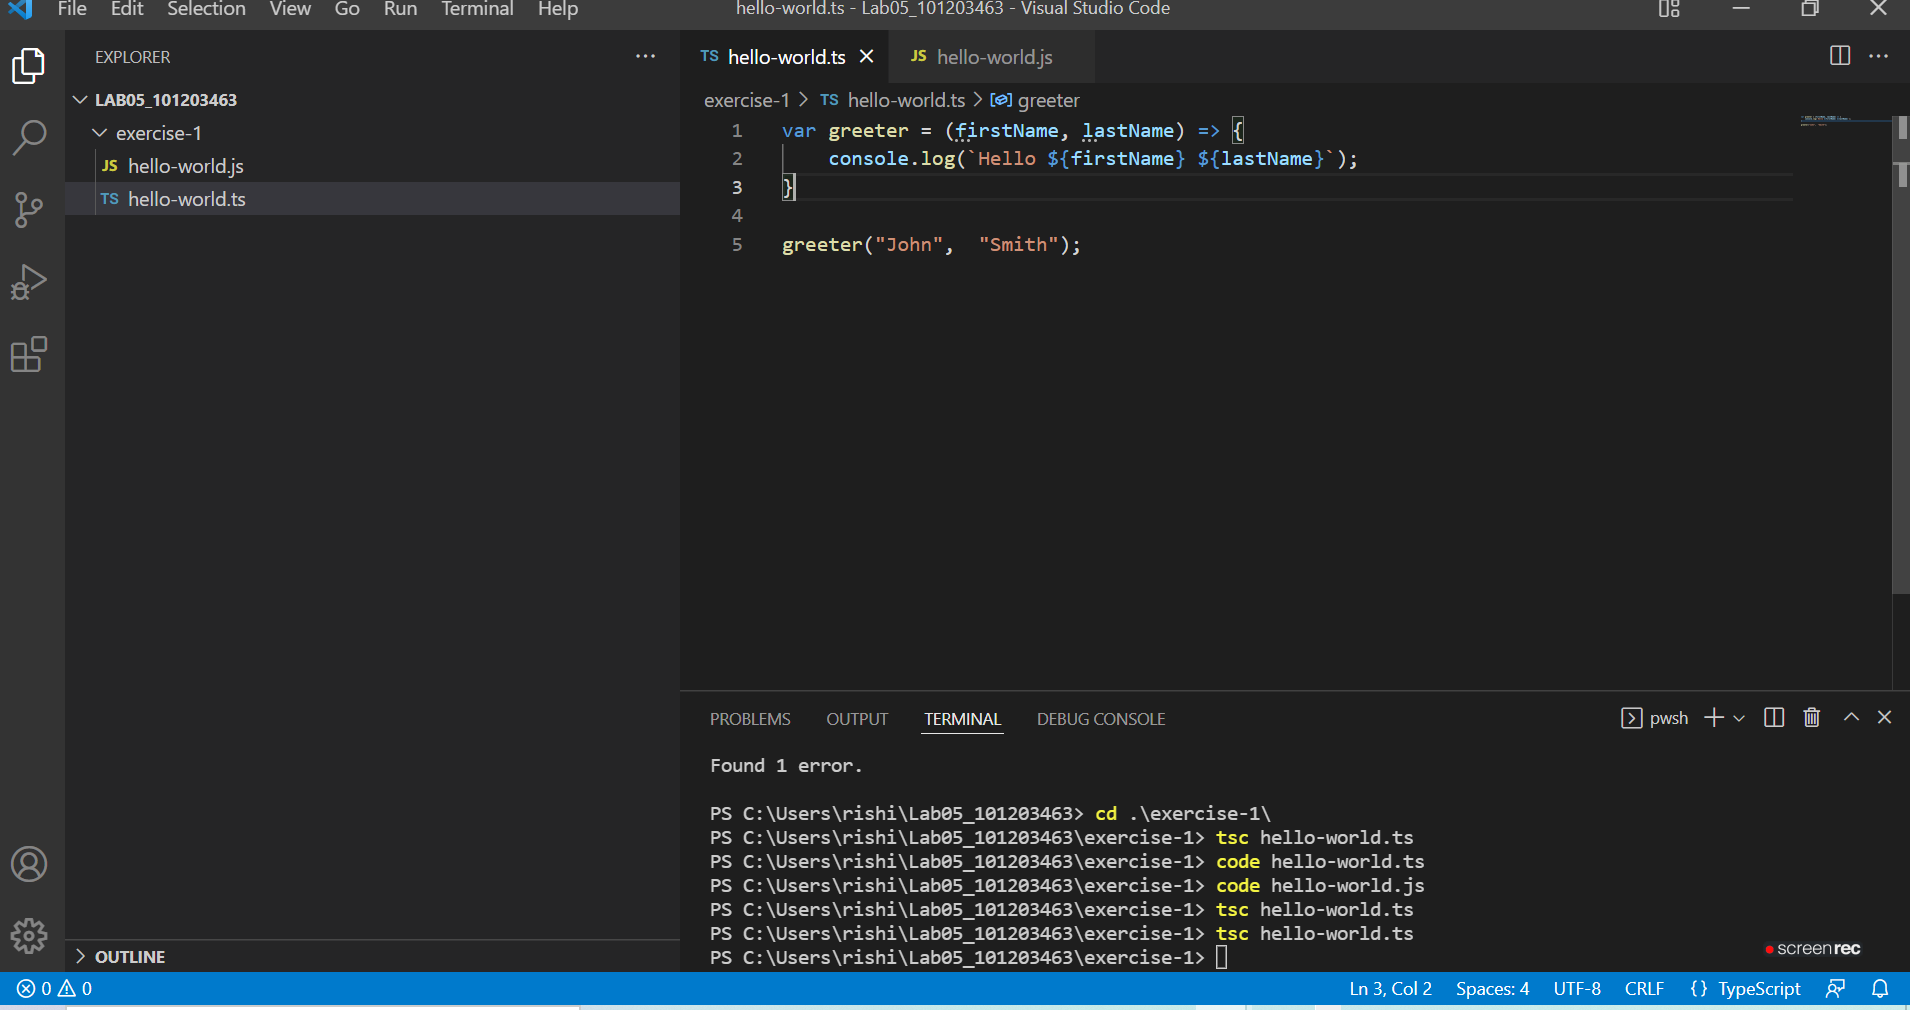 File Edit Selection View Go Run Terminal Help
hello-world.ts - Lab05_101203463 - Visual Studio Code
EXPLORER
LAB05_101203463
exercise-1
JS hello-world.js
TS hello-world.ts
TS hello-world.ts
JS hello-world.js
exercise-1 > TS hello-world.ts > greeter
1 var greeter = (firstName, lastName) => {
2     console.log(`Hello ${firstName} ${lastName}`);
3 }
4
5 greeter("John",  "Smith");
PROBLEMS OUTPUT TERMINAL DEBUG CONSOLE
pwsh
Found 1 error.
PS C:\Users\rishi\Lab05_101203463> cd .\exercise-1\
PS C:\Users\rishi\Lab05_101203463\exercise-1> tsc hello-world.ts
PS C:\Users\rishi\Lab05_101203463\exercise-1> code hello-world.ts
PS C:\Users\rishi\Lab05_101203463\exercise-1> code hello-world.js
PS C:\Users\rishi\Lab05_101203463\exercise-1> tsc hello-world.ts
PS C:\Users\rishi\Lab05_101203463\exercise-1> tsc hello-world.ts
PS C:\Users\rishi\Lab05_101203463\exercise-1>
screenrec
OUTLINE
0 0
Ln 3, Col 2 Spaces: 4 UTF-8 CRLF {} TypeScript